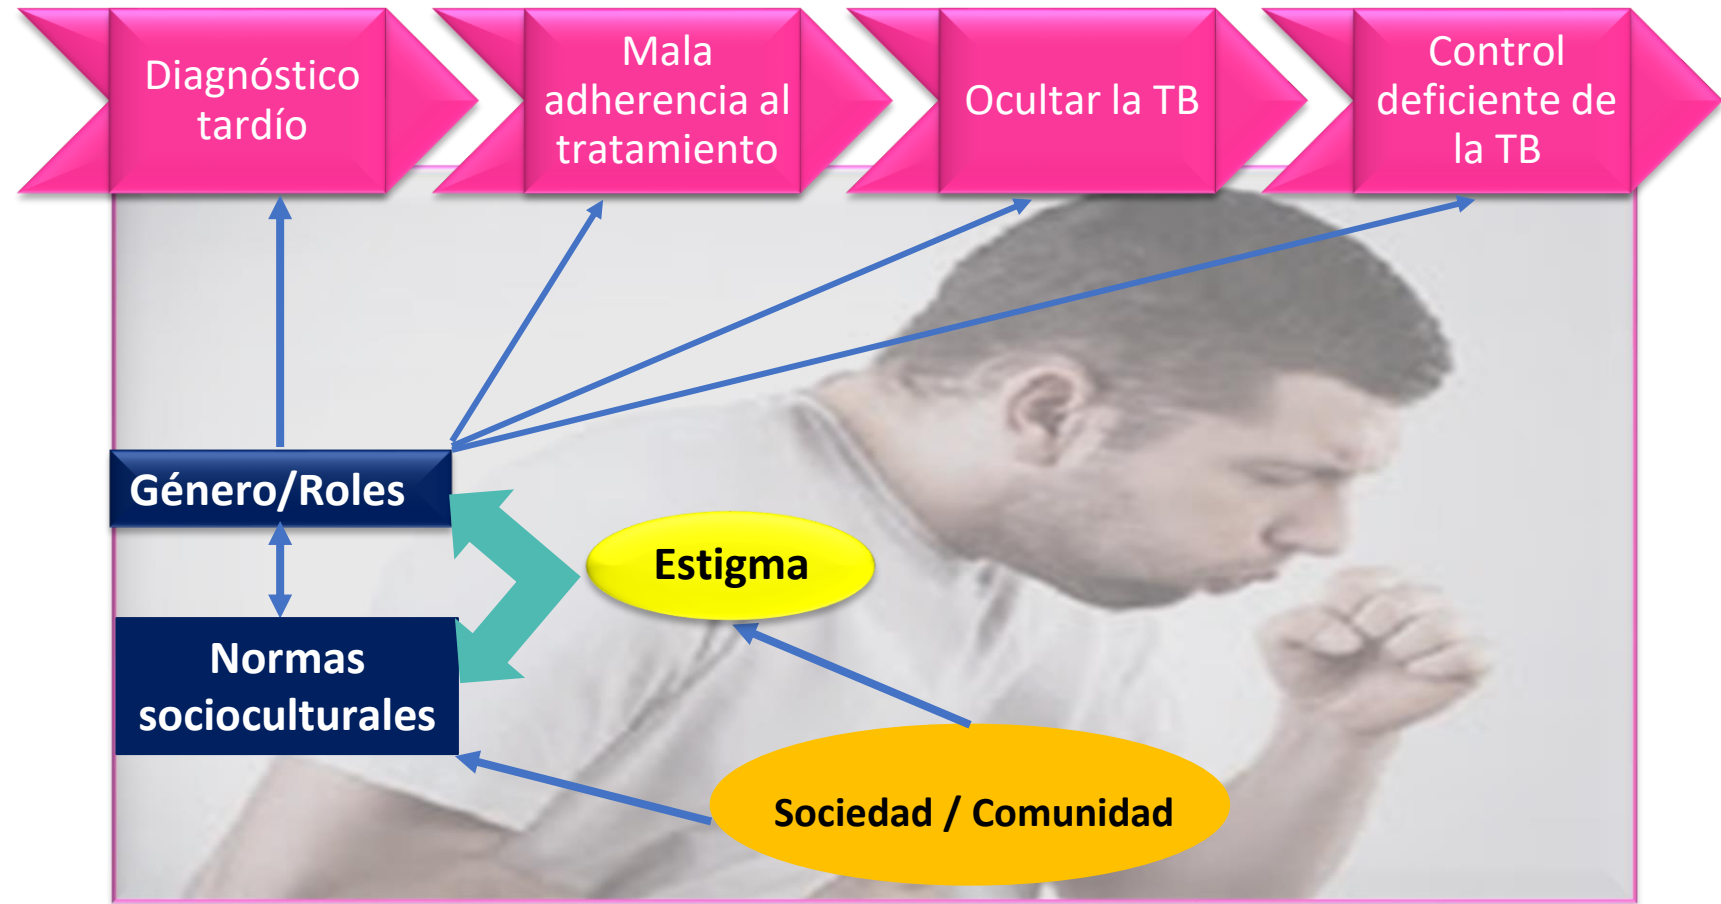 Diagnóstico
tardío
Mala
adherencia al
tratamiento
Ocultar la TB
Control
deficiente de
la TB
Género/Roles
Estigma
Normas
socioculturales
Sociedad / Comunidad